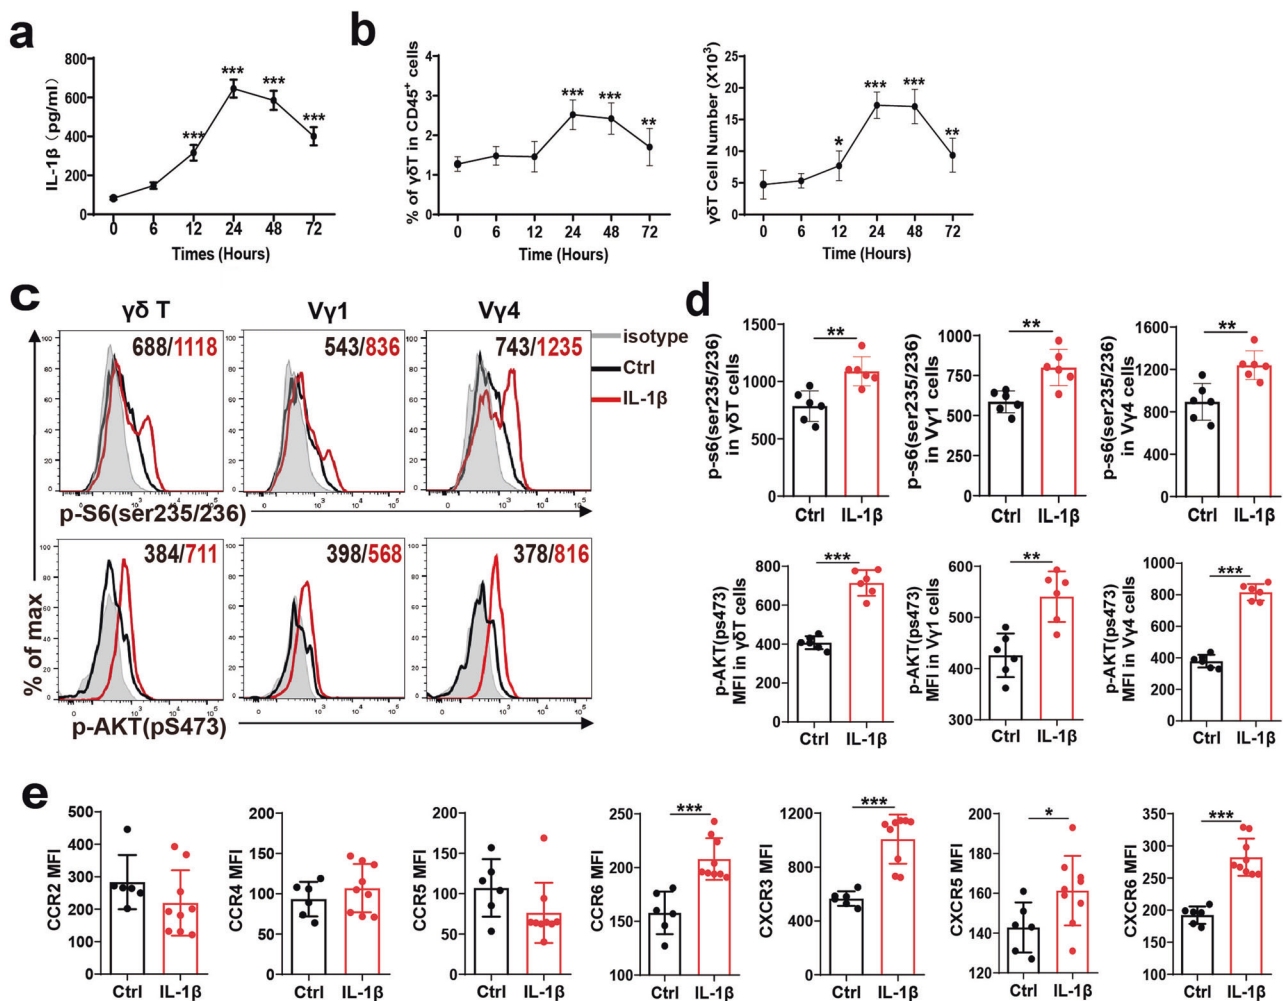 a
IL-1β (pg/ml)
800
600
400
200
0
***
***
***
***
0 6 12 24 48 72
Times (Hours)
b
% of γδT in CD45+ cells
4
3
2
1
0
***
***
**
0 6 12 24 48 72
Time (Hours)
γδT Cell Number (X10³)
25
20
15
10
5
0
*
***
***
**
0 6 12 24 48 72
Time (Hours)
c
γδ T
Vγ1
Vγ4
688/1118
543/836
743/1235
isotype
Ctrl
IL-1β
p-S6(ser235/236)
384/711
398/568
378/816
% of max
p-AKT(pS473)
d
p-s6(ser235/236)
in γδT cells
1500
1000
500
0
**
Ctrl IL-1β
p-s6(ser235/236)
in Vγ1 cells
1000
750
500
250
0
**
Ctrl IL-1β
p-s6(ser235/236)
in Vγ4 cells
1600
1200
800
400
0
**
Ctrl IL-1β
p-AKT(ps473)
MFI in γδT cells
800
600
400
200
0
***
Ctrl IL-1β
p-AKT(ps473)
MFI in Vγ1 cells
600
500
400
300
**
Ctrl IL-1β
p-AKT(ps473)
MFI in Vγ4 cells
1000
800
600
400
200
0
***
Ctrl IL-1β
e
CCR2 MFI
500
400
300
200
100
0
Ctrl IL-1β
CCR4 MFI
200
150
100
50
0
Ctrl IL-1β
CCR5 MFI
200
150
100
50
0
Ctrl IL-1β
CCR6 MFI
250
200
150
100
***
Ctrl IL-1β
CXCR3 MFI
1200
800
400
0
***
Ctrl IL-1β
CXCR5 MFI
200
180
160
140
120
*
Ctrl IL-1β
CXCR6 MFI
350
300
250
200
150
100
***
Ctrl IL-1β